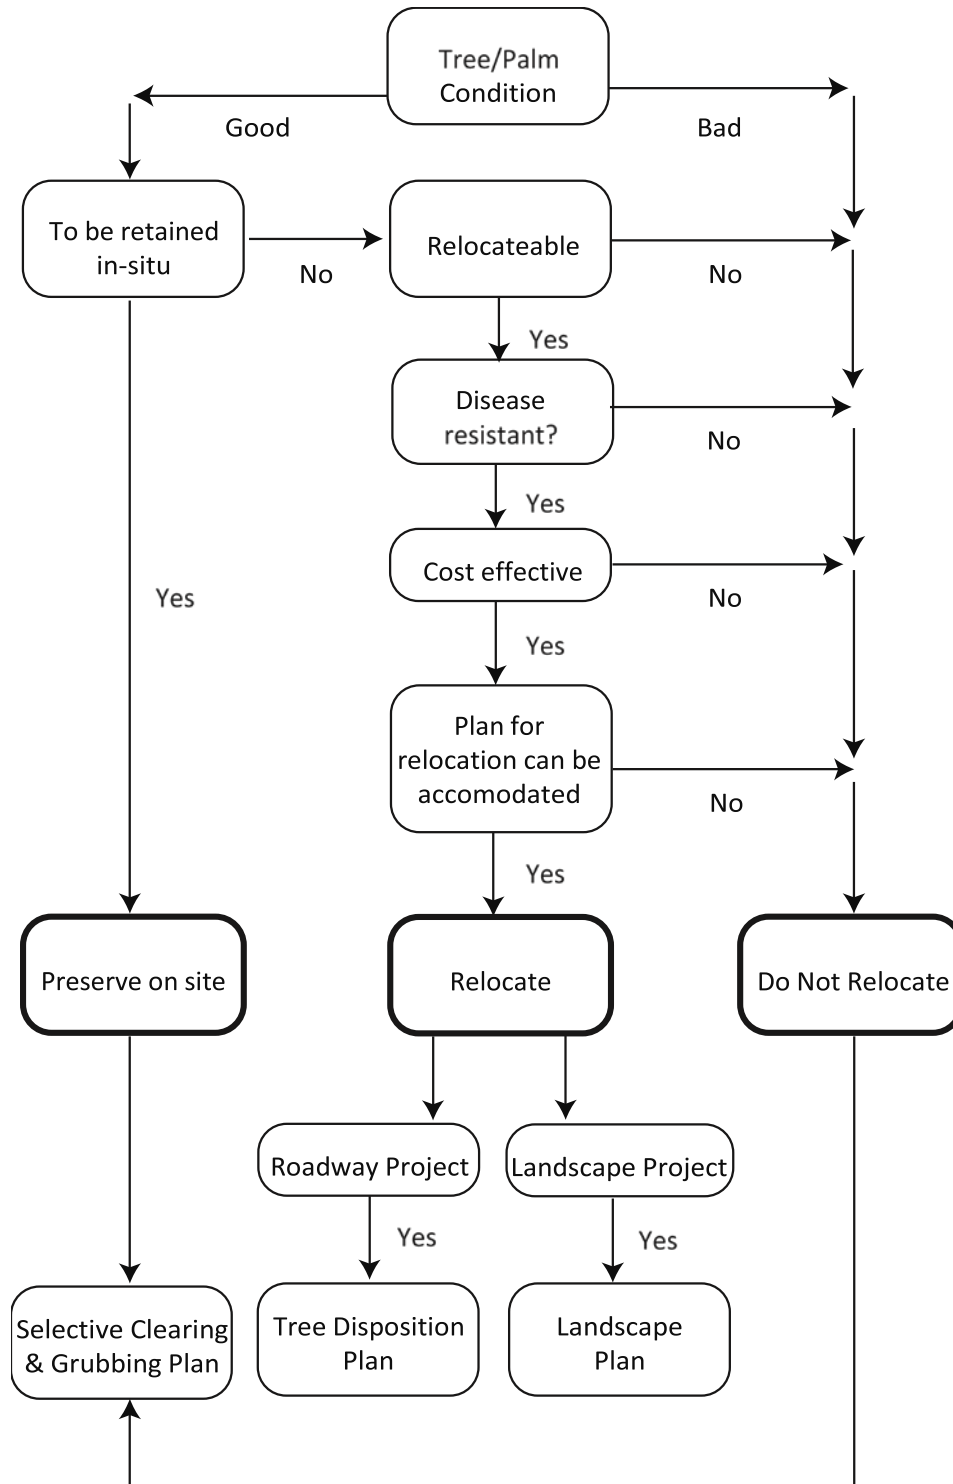 Tree/Palm
Condition
Good
Bad
To be retained
in-situ
No
Relocateable
No
Yes
Disease
resistant?
No
Yes
Cost effective
No
Yes
Yes
Plan for
relocation can be
accomodated
No
Yes
Preserve on site
Relocate
Do Not Relocate
Roadway Project
Landscape Project
Yes
Yes
Selective Clearing
& Grubbing Plan
Tree Disposition
Plan
Landscape
Plan